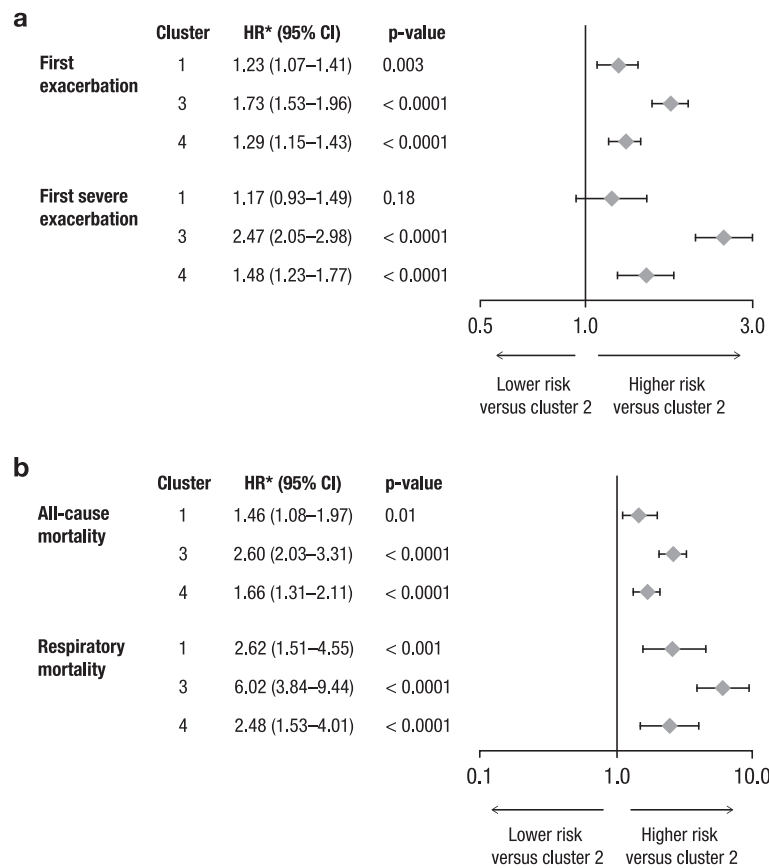 a
Cluster HR* (95% CI) p-value
First exacerbation 1 1.23 (1.07–1.41) 0.003
3 1.73 (1.53–1.96) < 0.0001
4 1.29 (1.15–1.43) < 0.0001
First severe exacerbation 1 1.17 (0.93–1.49) 0.18
3 2.47 (2.05–2.98) < 0.0001
4 1.48 (1.23–1.77) < 0.0001
0.5 1.0 3.0
Lower risk versus cluster 2
Higher risk versus cluster 2
b
Cluster HR* (95% CI) p-value
All-cause mortality 1 1.46 (1.08–1.97) 0.01
3 2.60 (2.03–3.31) < 0.0001
4 1.66 (1.31–2.11) < 0.0001
Respiratory mortality 1 2.62 (1.51–4.55) < 0.001
3 6.02 (3.84–9.44) < 0.0001
4 2.48 (1.53–4.01) < 0.0001
0.1 1.0 10.0
Lower risk versus cluster 2
Higher risk versus cluster 2